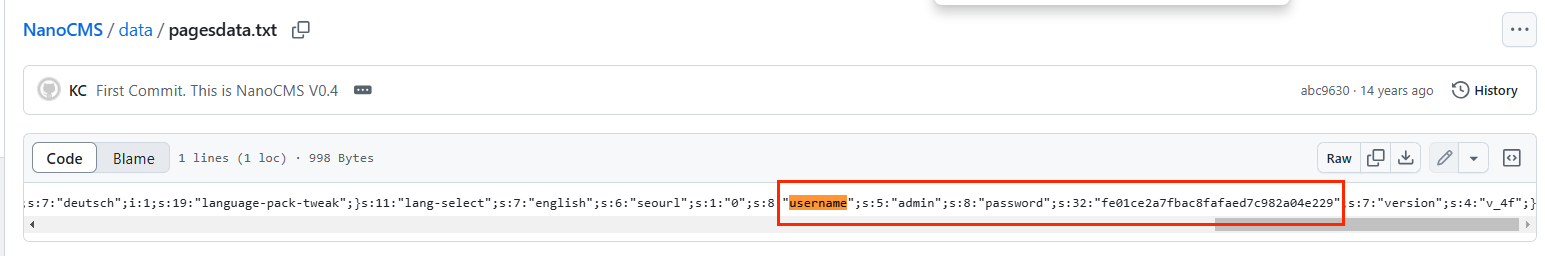 NanoCMS / data / pagesdata.txt
KC First Commit. This is NanoCMS V0.4
abc9630 · 14 years ago
History
Code Blame 1 lines (1 loc) · 998 Bytes
Raw
;s:7:"deutsch";i:1;s:19:"language-pack-tweak";}s:11:"lang-select";s:7:"english";s:6:"seourl";s:1:"0";s:8:"username";s:5:"admin";s:8:"password";s:32:"fe01ce2a7fbac8fafaed7c982a04e229";s:7:"version";s:4:"v_4f";}